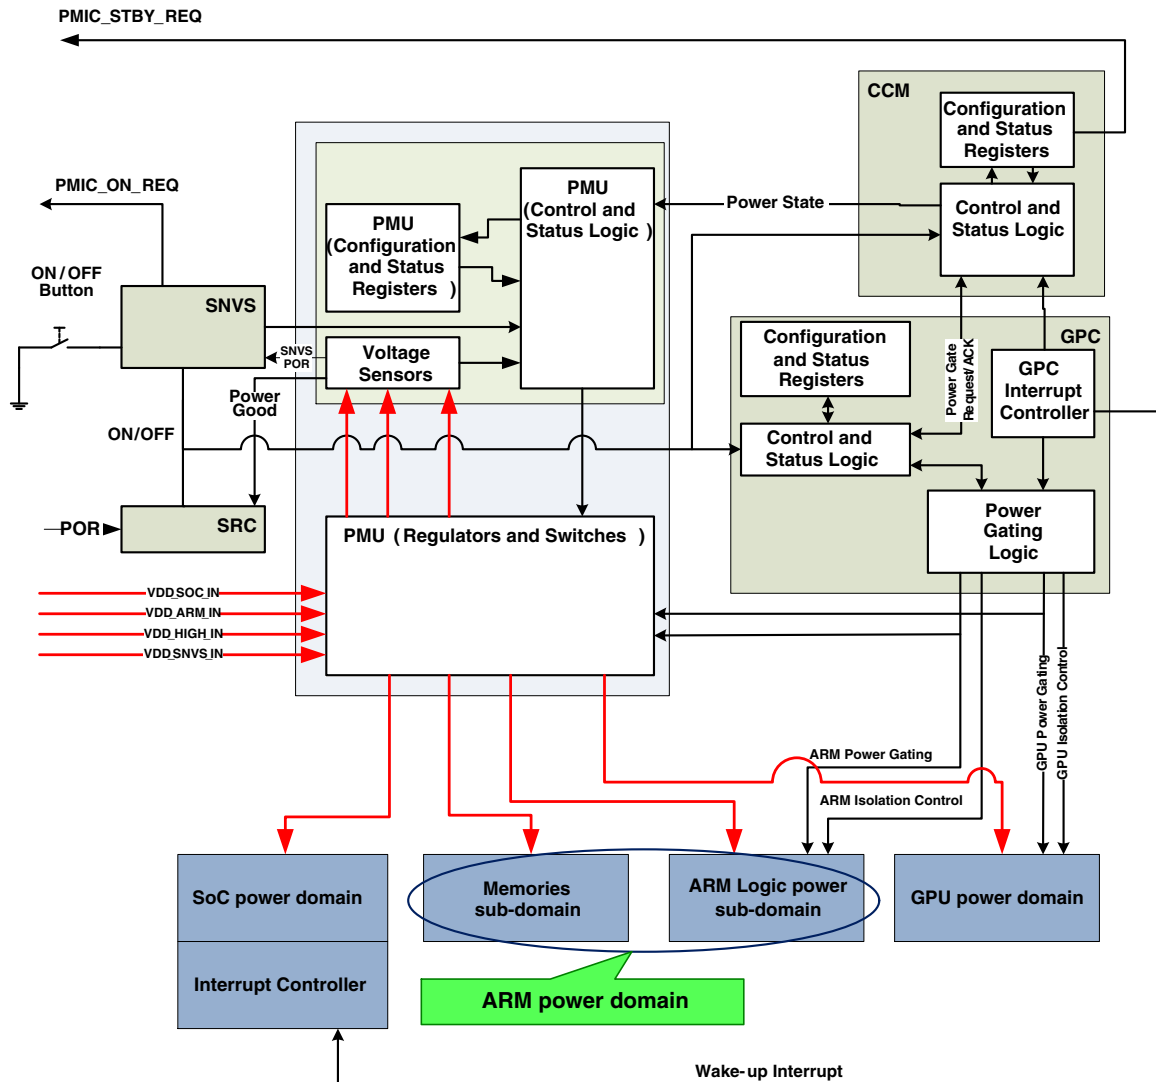 PMIC_STBY_REQ
CCM
Configuration
and Status
Registers
Control and
Status Logic
Power State
PMIC_ON_REQ
PMU
(Control and
Status Logic )
PMU
(Configuration
and Status
Registers )
ON/OFF
Button
SNVS
SNVS
POR
Voltage
Sensors
Power
Good
ON/OFF
POR
SRC
GPC
Configuration
and Status
Registers
Power Gate
Request/ACK
GPC
Interrupt
Controller
Control and
Status Logic
Power
Gating
Logic
PMU (Regulators and Switches )
VDD_SOC_IN
VDD_ARM_IN
VDD_HIGH_IN
VDD_SNVS_IN
GPU Power Gating
GPU Isolation Control
ARM Power Gating
ARM Isolation Control
SoC power domain
Memories
sub-domain
ARM Logic power
sub-domain
GPU power domain
Interrupt Controller
ARM power domain
Wake-up Interrupt